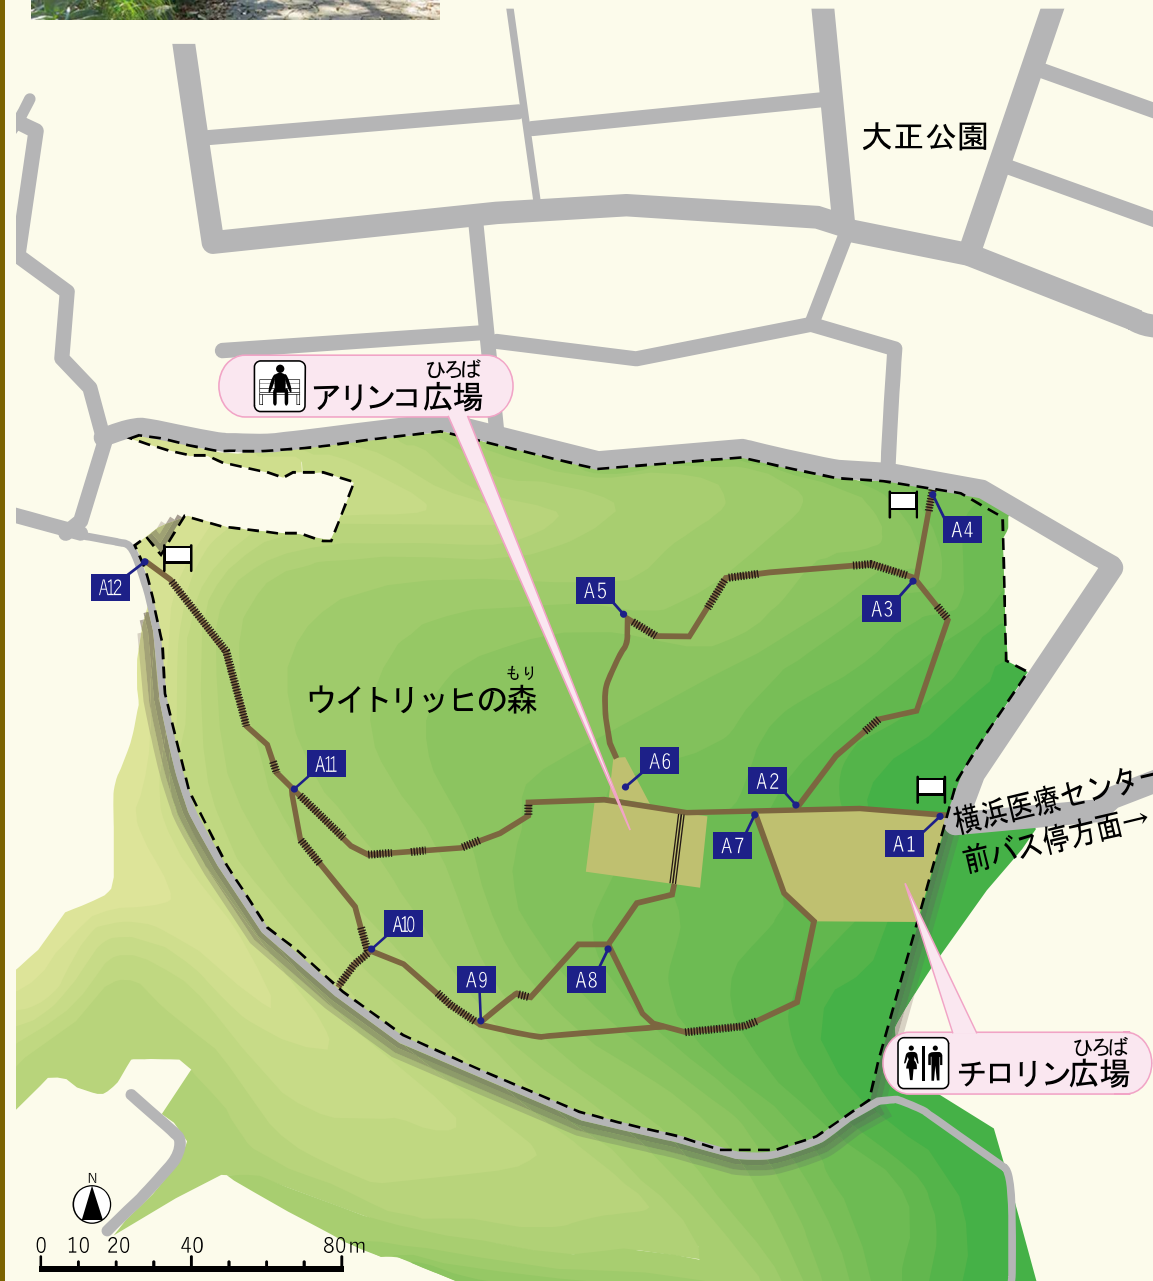 大正公園
ひろば
アリンコ広場
A4
A12
A5
A3
もり
ウイトリッヒの森
A11
A6
A2
横浜医療センター
前バス停方面→
A7
A1
A10
A9
A8
ひろば
チロリン広場
N
0 10 20 40 80m